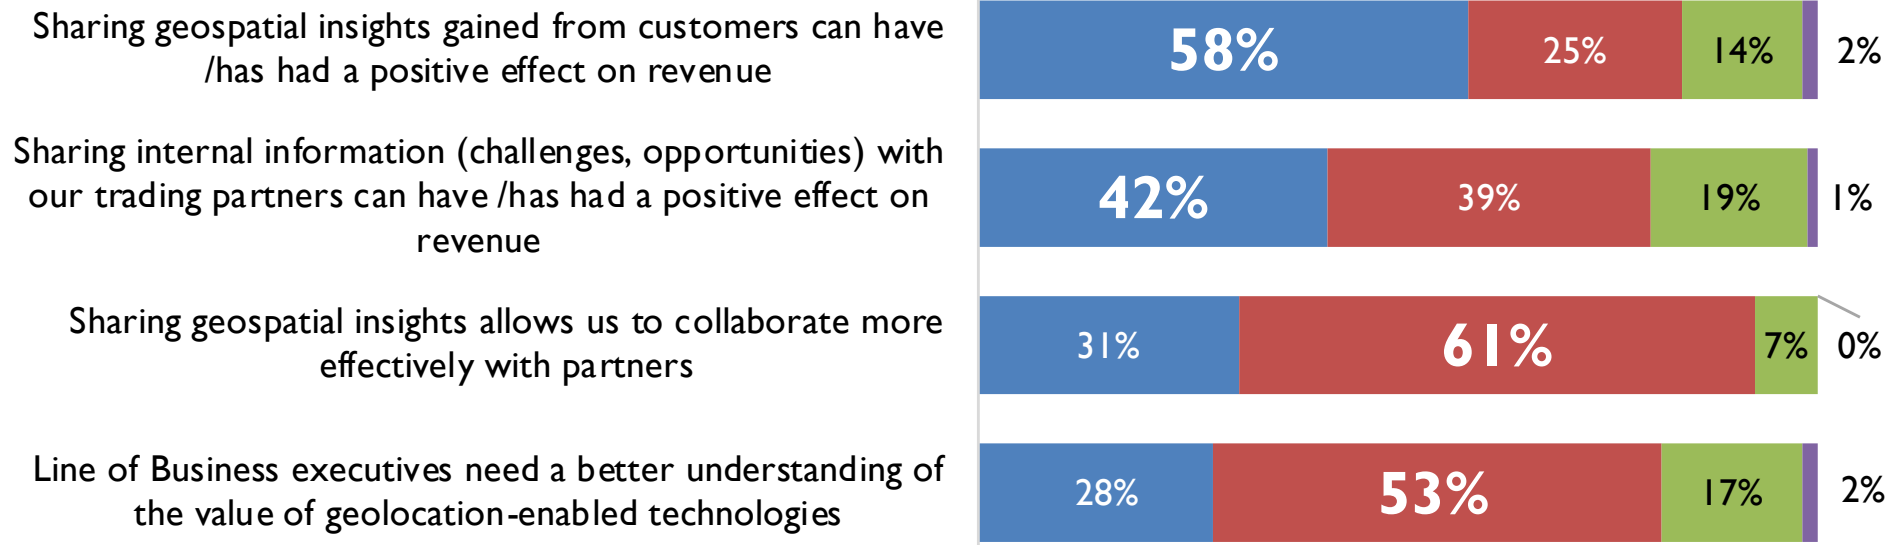 Sharing geospatial insights gained from customers can have
/has had a positive effect on revenue
58% 25% 14% 2%
Sharing internal information (challenges, opportunities) with
our trading partners can have /has had a positive effect on
revenue
42% 39% 19% 1%
Sharing geospatial insights allows us to collaborate more
effectively with partners
31% 61% 7% 0%
Line of Business executives need a better understanding of
the value of geolocation-enabled technologies
28% 53% 17% 2%